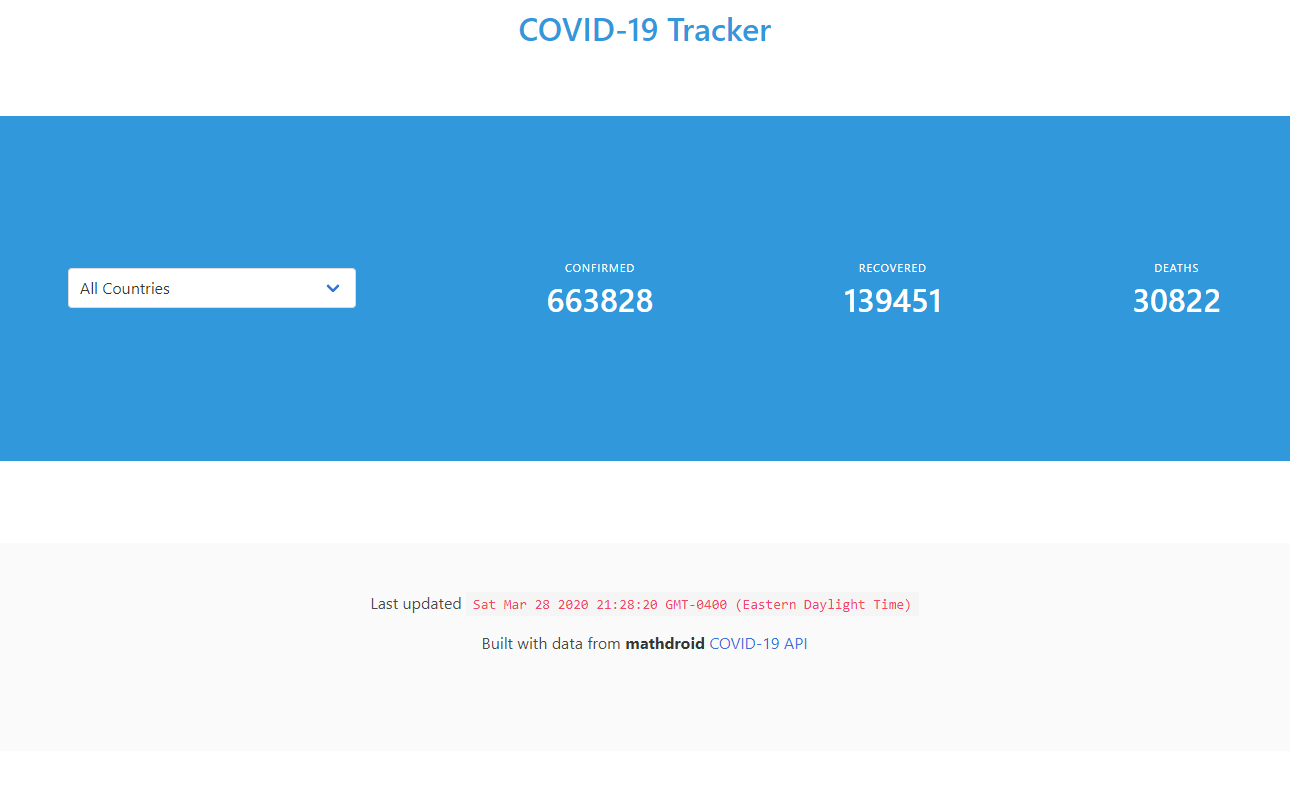 COVID-19 Tracker
All Countries
CONFIRMED
663828
RECOVERED
139451
DEATHS
30822
Last updated Sat Mar 28 2020 21:28:20 GMT-0400 (Eastern Daylight Time)
Built with data from mathdroid COVID-19 API